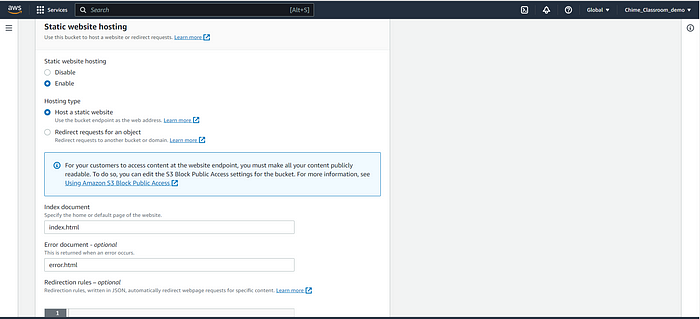 aws
Services
Search
[Alt+S]
Global
Chime_Classroom_demo
Static website hosting
Use this bucket to host a website or redirect requests. Learn more
Static website hosting
Disable
Enable
Hosting type
Host a static website
Use the bucket endpoint as the web address. Learn more
Redirect requests for an object
Redirect requests to another bucket or domain. Learn more
For your customers to access content at the website endpoint, you must make all your content publicly
readable. To do so, you can edit the S3 Block Public Access settings for the bucket. For more information, see
Using Amazon S3 Block Public Access
Index document
Specify the home or default page of the website.
index.html
Error document - optional
This is returned when an error occurs.
error.html
Redirection rules – optional
Redirection rules, written in JSON, automatically redirect webpage requests for specific content. Learn more
1